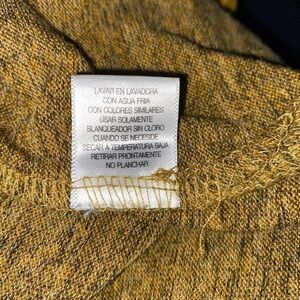 LAVAR EN LAVADORA
CON AGUA FRIA
CON COLORES SIMILARES
USAR SOLAMENTE
BLANQUEADOR SIN CLORO
CUANDO SE NECESIDE
SECAR A TEMPERATURA BAJA
RETIRAR PRONTAMENTE
NO PLANCHAR